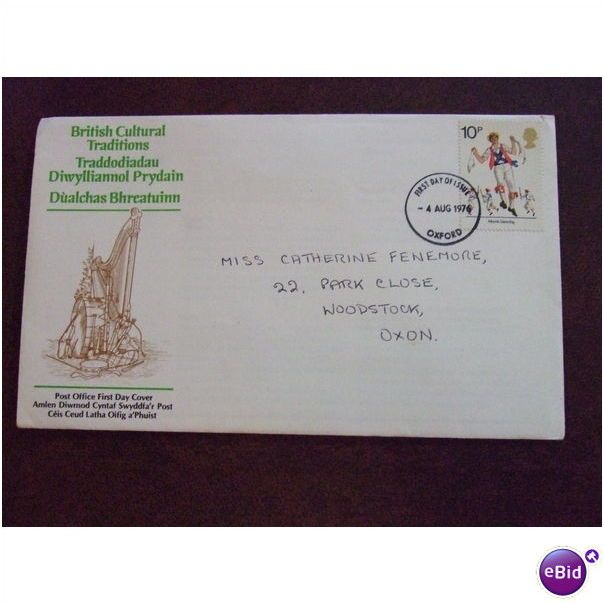 British Cultural
Traditions
Traddodiadau
Diwylliannol Prydain
Dùalchas Bhreatuinn
Post Office First Day Cover
Amlen Diwrnod Cyntaf Swyddfa'r Post
Céis Ceud Latha Oifig a'Phuist
10P
Morris Dancing
FIRST DAY OF ISSUE
- 4 AUG 1976
OXFORD
MISS CATHERINE FENEMORE,
22, PARK CLOSE,
WOODSTOCK,
OXON.
eBid